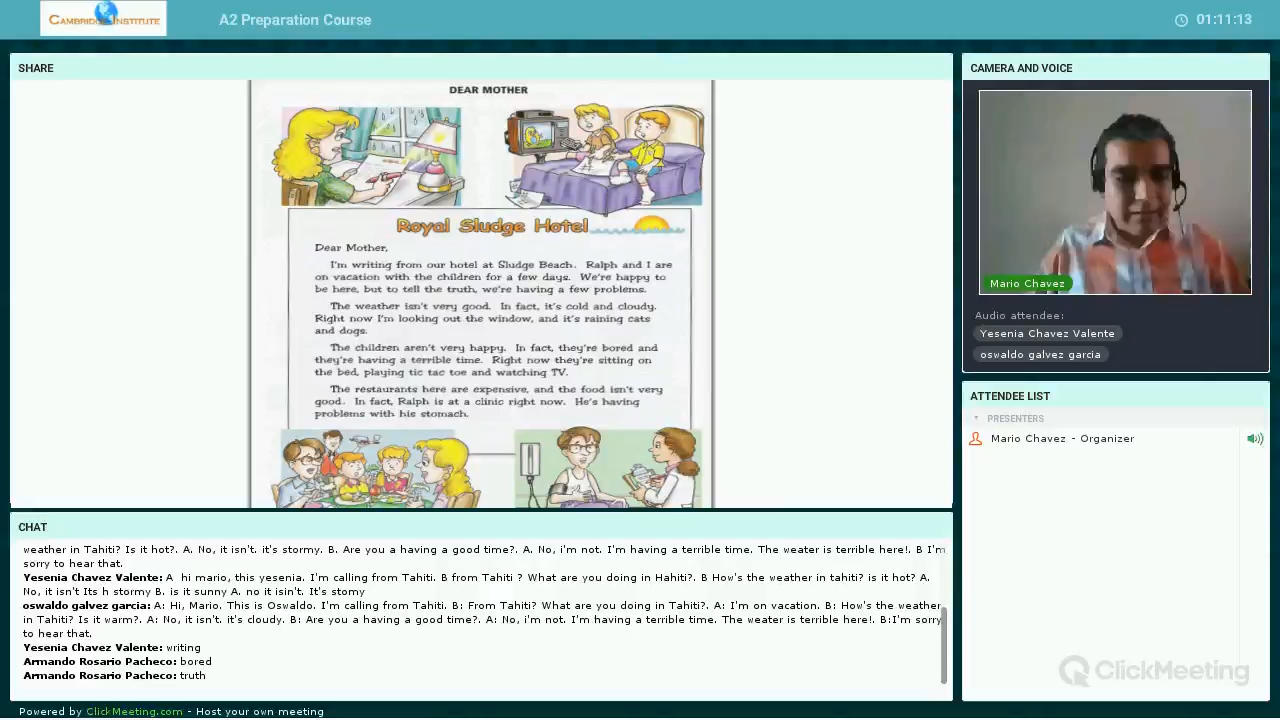 CAMBRIDGE INSTITUTE
A2 Preparation Course
01:11:13
SHARE
DEAR MOTHER
Royal Sludge Hotel
Dear Mother,
I'm writing from our hotel at Sludge Beach. Ralph and I are
on vacation with the children for a few days. We're happy to
be here, but to tell the truth, we're having a few problems.
The weather isn't very good. In fact, it's cold and cloudy.
Right now I'm looking out the window, and it's raining cats
and dogs.
The children aren't very happy. In fact, they're bored and
they're having a terrible time. Right now they're sitting on
the bed, playing tic tac toe and watching TV.
The restaurants here are expensive, and the food isn't very
good. In fact, Ralph is at a clinic right now. He's having
problems with his stomach.
CHAT
weather in Tahiti? Is it hot?. A. No, it isn't. it's stormy. B. Are you a having a good time?. A. No, i'm not. I'm having a terrible time. The weater is terrible here!. B I'm
sorry to hear that.
Yesenia Chavez Valente: A hi mario, this yesenia. I'm calling from Tahiti. B from Tahiti ? What are you doing in Hahiti?. B How's the weather in tahiti? is it hot? A.
No, it isn't Its h stormy B. is it sunny A. no it isin't. It's stomy
oswaldo galvez garcia: A: Hi, Mario. This is Oswaldo. I'm calling from Tahiti. B: From Tahiti? What are you doing in Tahiti?. A: I'm on vacation. B: How's the weather
in Tahiti? Is it warm?. A: No, it isn't. it's cloudy. B: Are you a having a good time?. A: No, i'm not. I'm having a terrible time. The weater is terrible here!. B:I'm sorry
to hear that.
Yesenia Chavez Valente: writing
Armando Rosario Pacheco: bored
Armando Rosario Pacheco: truth
CAMERA AND VOICE
Mario Chavez
Audio attendee:
Yesenia Chavez Valente
oswaldo galvez garcia
ATTENDEE LIST
PRESENTERS
Mario Chavez - Organizer
ClickMeeting
Powered by ClickMeeting.com - Host your own meeting